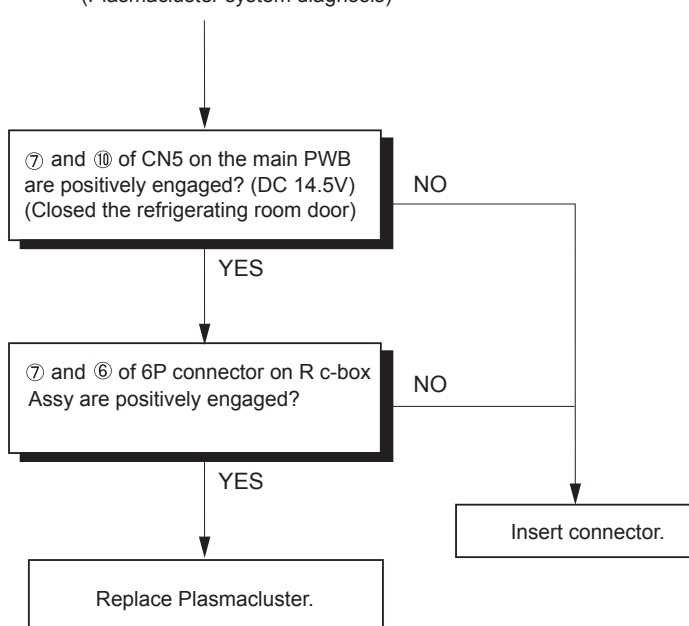 (Plasmacluster system diagnosis)
⑦ and ⑩ of CN5 on the main PWB
are positively engaged? (DC 14.5V)
(Closed the refrigerating room door)
NO
YES
⑦ and ⑥ of 6P connector on R c-box
Assy are positively engaged?
NO
YES
Insert connector.
Replace Plasmacluster.